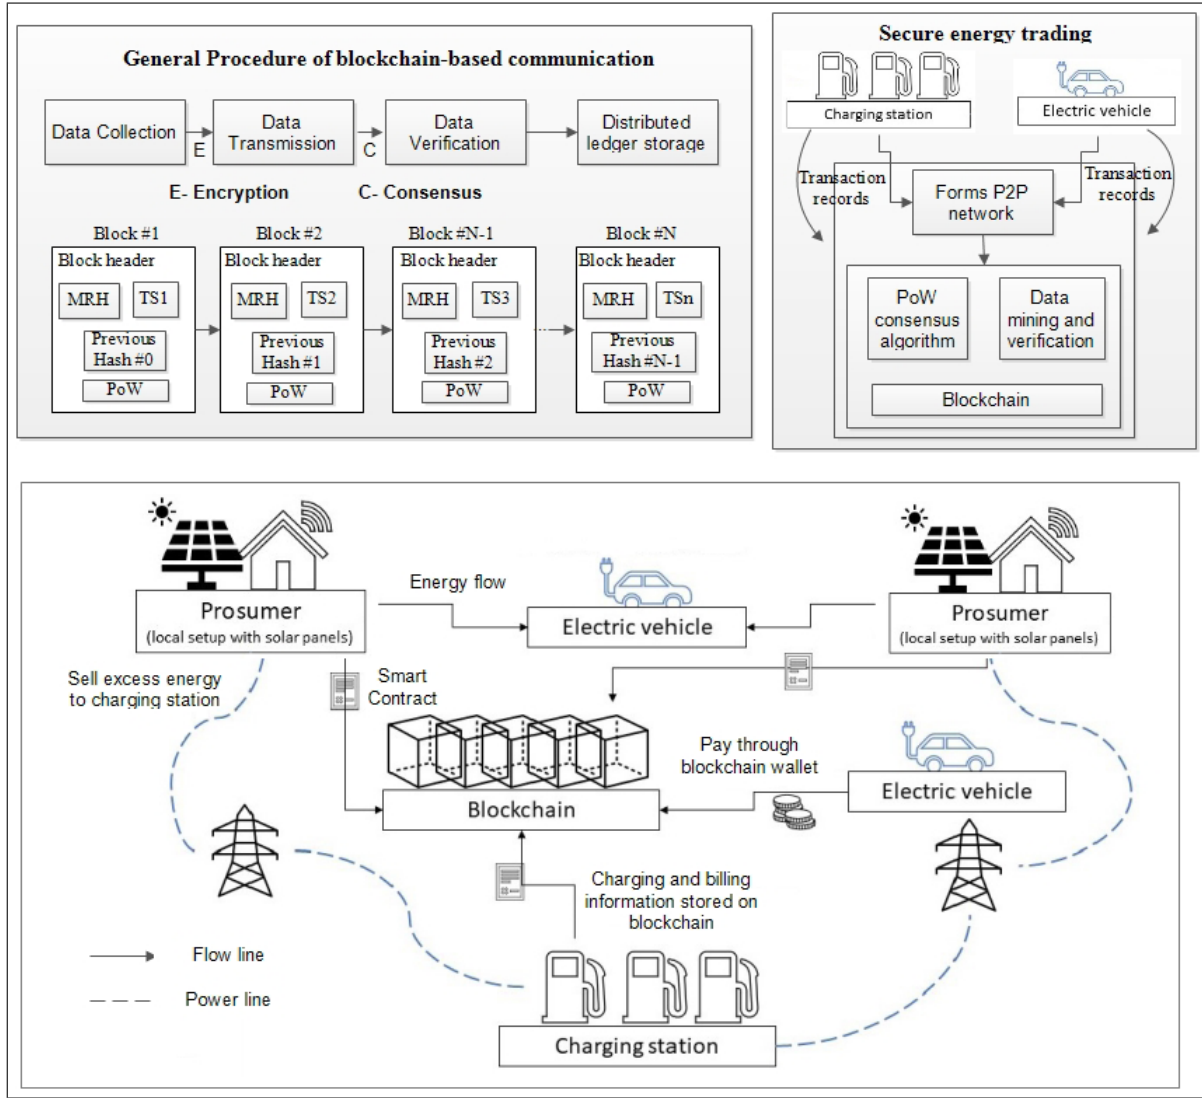 General Procedure of blockchain-based communication
Data Collection
E
Data
Transmission
C
Data
Verification
Distributed
ledger storage
E- Encryption
C- Consensus
Block #1
Block #2
Block #N-1
Block #N
Block header
Block header
Block header
Block header
MRH
TS1
MRH
TS2
MRH
TS3
MRH
TSn
Previous
Hash #0
Previous
Hash #1
Previous
Hash #2
Previous
Hash #N-1
PoW
PoW
PoW
PoW
Secure energy trading
Charging station
Electric vehicle
Transaction
records
Forms P2P
network
Transaction
records
PoW
consensus
algorithm
Data
mining and
verification
Blockchain
Prosumer
(local setup with solar panels)
Energy flow
Electric vehicle
Prosumer
(local setup with solar panels)
Sell excess energy
to charging station
Smart
Contract
Pay through
blockchain wallet
Blockchain
Electric vehicle
Charging and billing
information stored on
blockchain
Flow line
Power line
Charging station